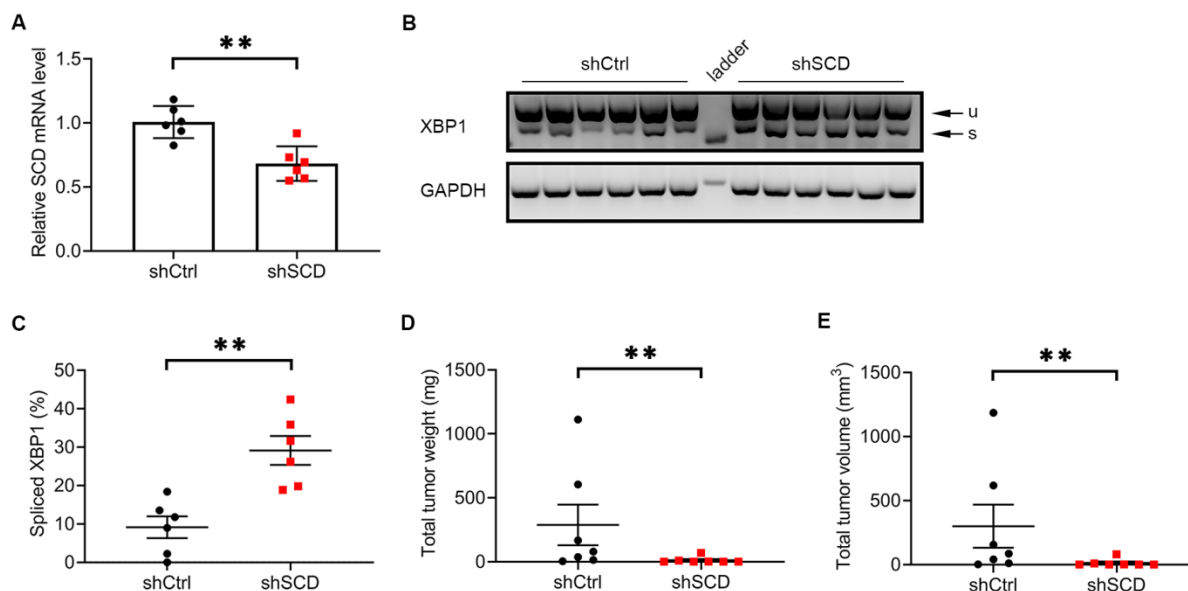 A
**
Relative SCD mRNA level
1.5
1.0
0.5
0.0
shCtrl
shSCD
B
shCtrl
ladder
shSCD
XBP1
u
s
GAPDH
C
**
Spliced XBP1 (%)
50
40
30
20
10
0
shCtrl
shSCD
D
**
Total tumor weight (mg)
1500
1000
500
0
shCtrl
shSCD
E
**
Total tumor volume (mm³)
1500
1000
500
0
shCtrl
shSCD